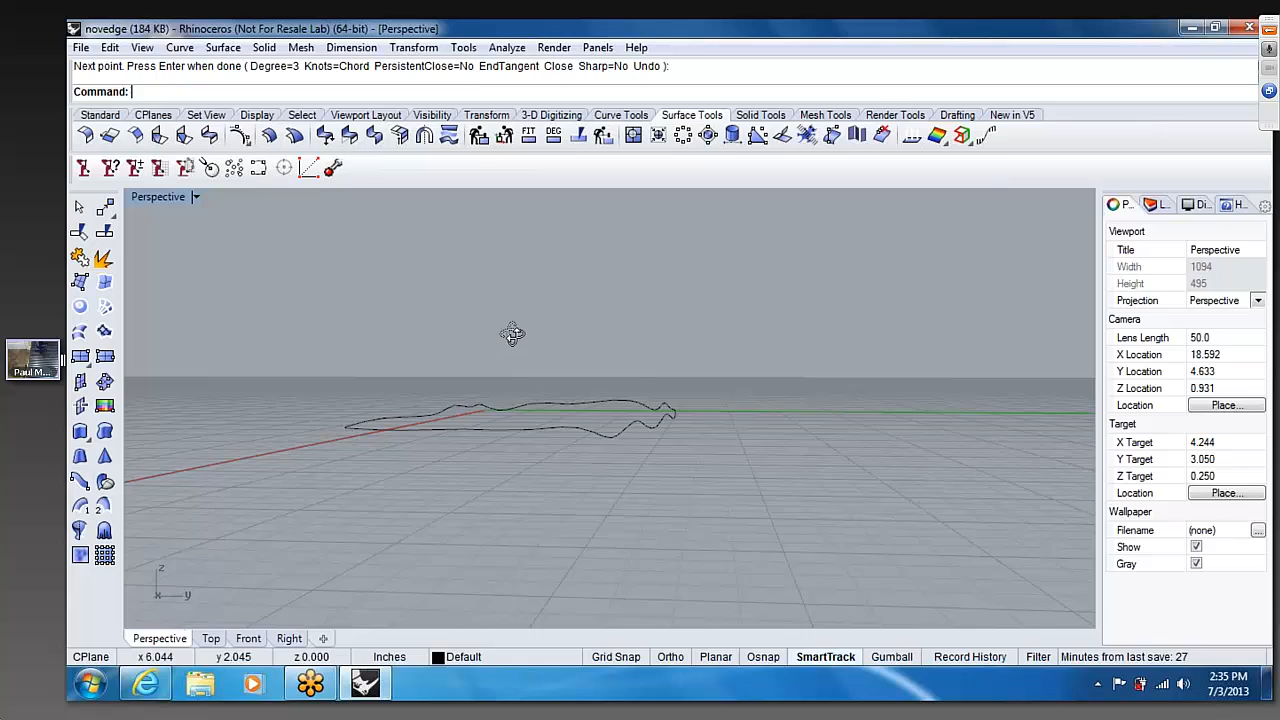 novedge (184 KB) - Rhinoceros (Not For Resale Lab) (64-bit) - [Perspective]
File Edit View Curve Surface Solid Mesh Dimension Transform Tools Analyze Render Panels Help
Next point. Press Enter when done ( Degree=3 Knots=Chord PersistentClose=No EndTangent Close Sharp=No Undo ):
Command:
Standard CPlanes Set View Display Select Viewport Layout Visibility Transform 3-D Digitizing Curve Tools Surface Tools Solid Tools Mesh Tools Render Tools Drafting New in V5
FIT DEG
Perspective
P... L... Di... H...
Viewport
Title Perspective
Width 1094
Height 495
Projection Perspective
Camera
Lens Length 50.0
X Location 18.592
Y Location 4.633
Z Location 0.931
Location Place...
Target
X Target 4.244
Y Target 3.050
Z Target 0.250
Location Place...
Wallpaper
Filename (none) ...
Show
Gray
Paul M...
z
x y
1 2
Perspective Top Front Right
CPlane x 6.044 y 2.045 z 0.000 Inches Default Grid Snap Ortho Planar Osnap SmartTrack Gumball Record History Filter Minutes from last save: 27
2:35 PM
7/3/2013